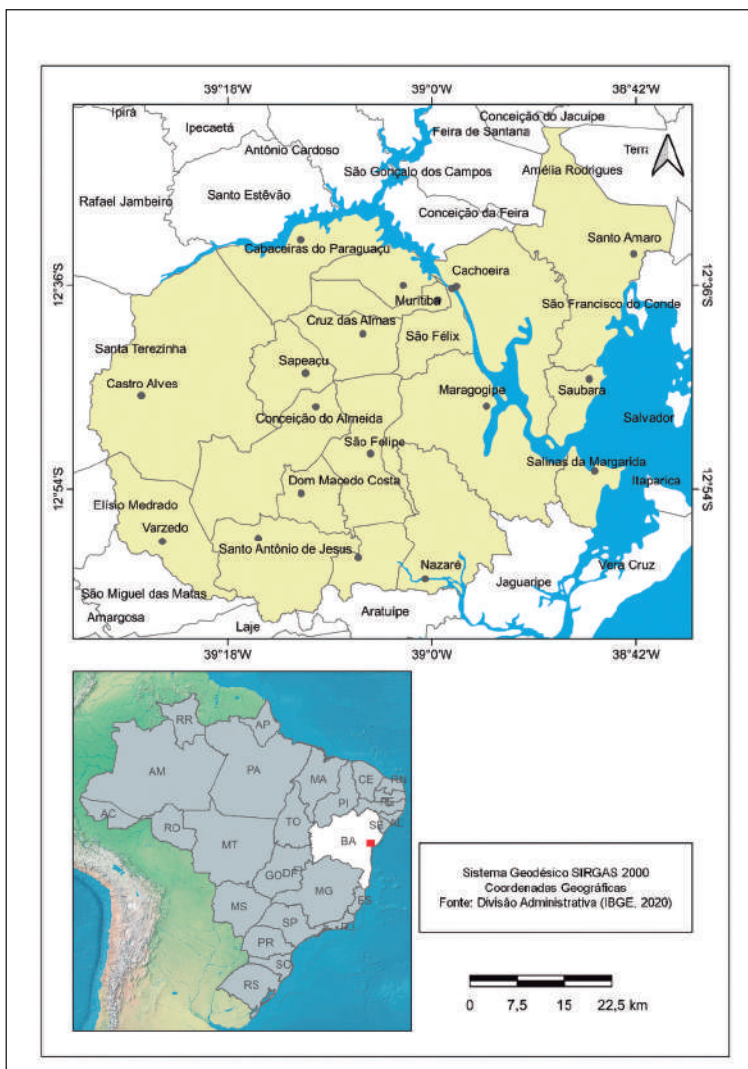 39°18'W
39°0'W
38°42'W
Ipirá
Ipecaetá
Conceição do Jacuipe
Feira de Santana
Antônio Cardoso
Terra
São Gonçalo dos Campos
Amélia Rodrigues
Santo Estêvão
Rafael Jambeiro
Conceição da Feira
Santo Amaro
Cabaceiras do Paraguaçu
Cachoeira
12°36'S
12°36'S
Muritiba
São Francisco do Conde
Cruz das Almas
São Félix
Santa Terezinha
Sapeaçu
Castro Alves
Maragogipe
Saubara
Conceição do Almeida
Salvador
São Felipe
Salinas da Margarida
Dom Macedo Costa
Itaparica
12°54'S
12°54'S
Elísio Medrado
Varzedo
Santo Antônio de Jesus
Nazaré
Vera Cruz
Jaguaripe
São Miguel das Matas
Aratuípe
Amargosa
Laje
39°18'W
39°0'W
38°42'W
RR
AP
AM
PA
MA
CE
RN
PI
PE
AC
TO
SE
AL
RO
BA
MT
GO
DF
MG
MS
ES
SP
RJ
PR
SC
RS
Sistema Geodésico SIRGAS 2000
Coordenadas Geográficas
Fonte: Divisão Administrativa (IBGE, 2020)
0 7,5 15 22,5 km